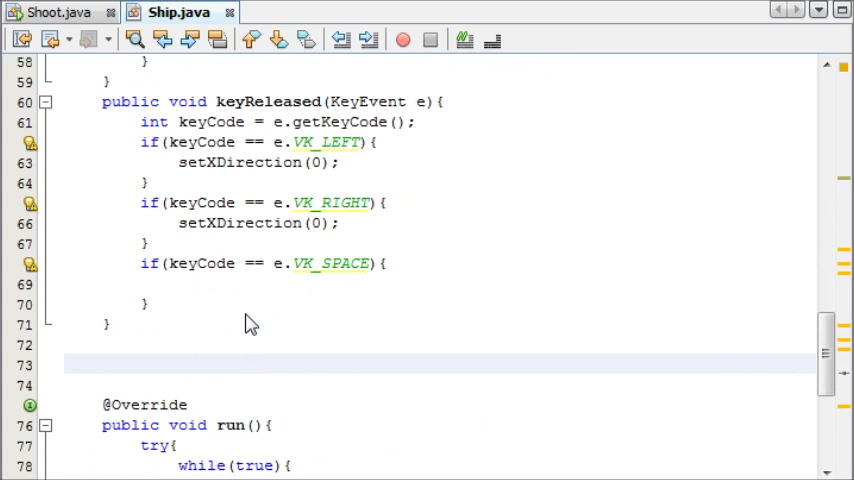 Shoot.java Ship.java
58 }
59 }
60 public void keyReleased(KeyEvent e){
61 int keyCode = e.getKeyCode();
if(keyCode == e.VK_LEFT){
63 setXDirection(0);
64 }
if(keyCode == e.VK_RIGHT){
66 setXDirection(0);
67 }
if(keyCode == e.VK_SPACE){
69
70 }
71 }
72
73
74
@Override
76 public void run(){
77 try{
78 while(true){